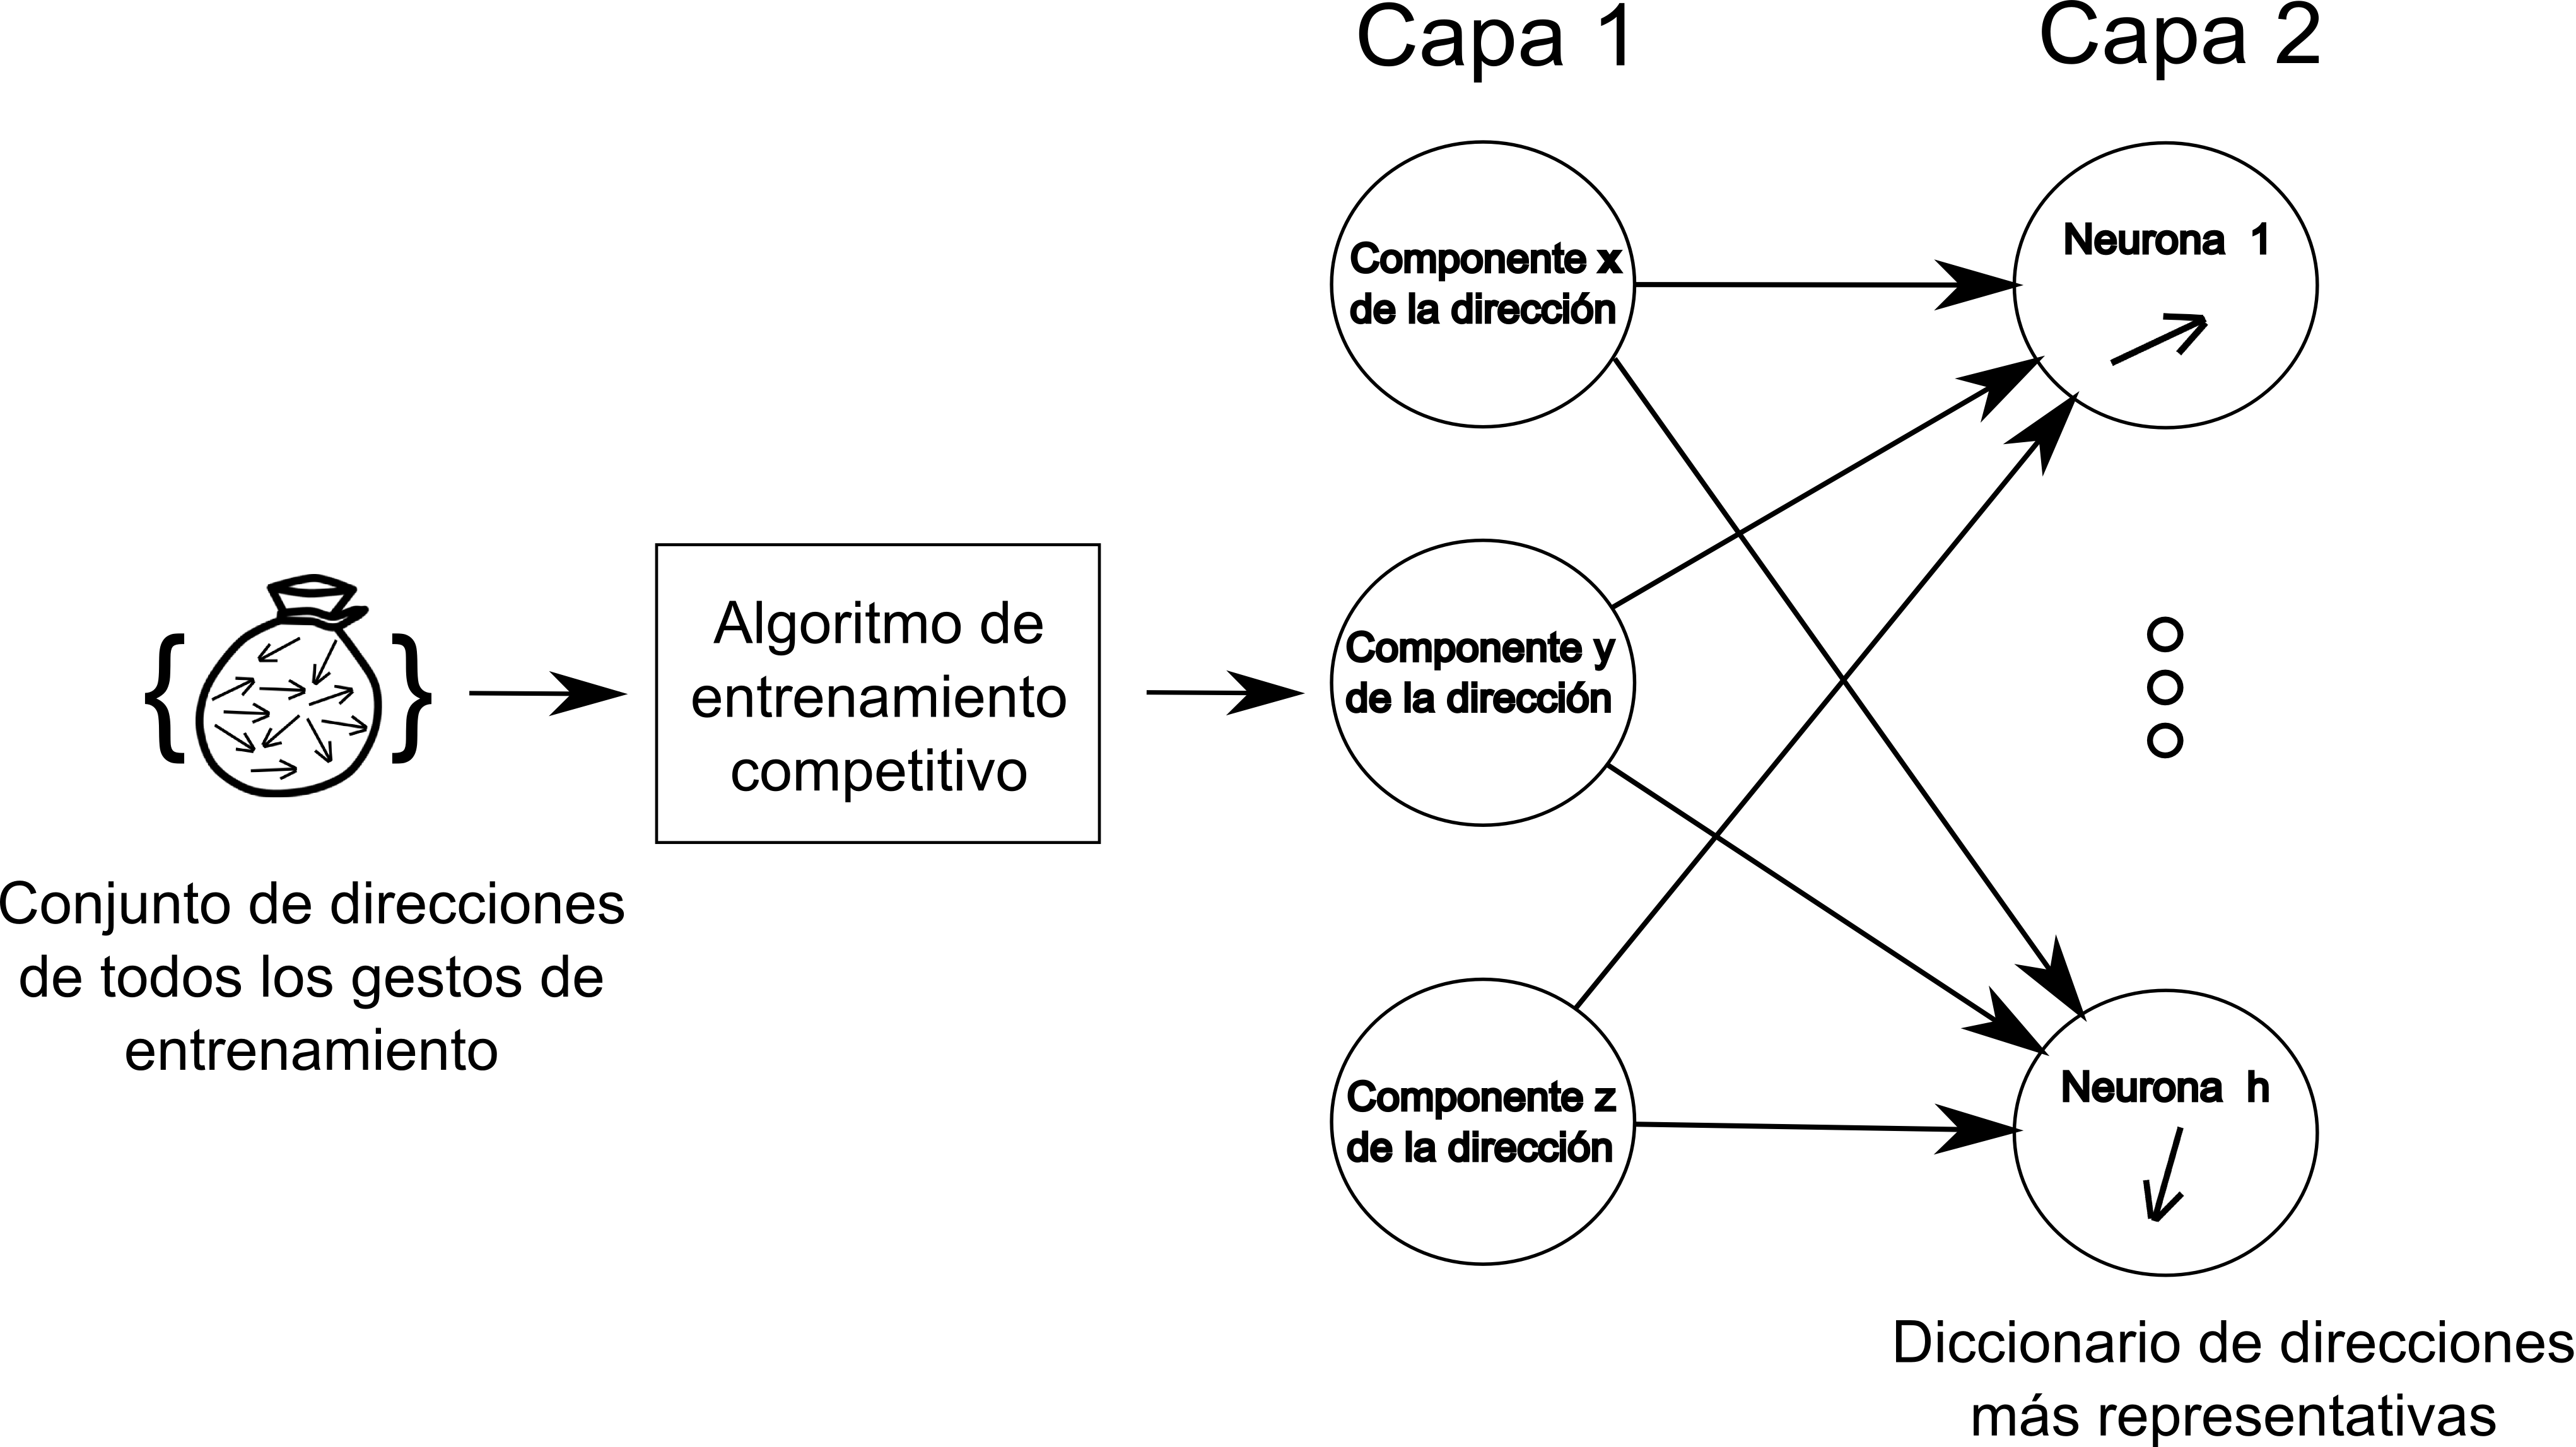 Capa 1
Capa 2
Componente x
de la dirección
Neurona 1
Componente y
de la dirección
Algoritmo de
entrenamiento
competitivo
{ }
Conjunto de direcciones
de todos los gestos de
entrenamiento
Componente z
de la dirección
Neurona h
Diccionario de direcciones
más representativas